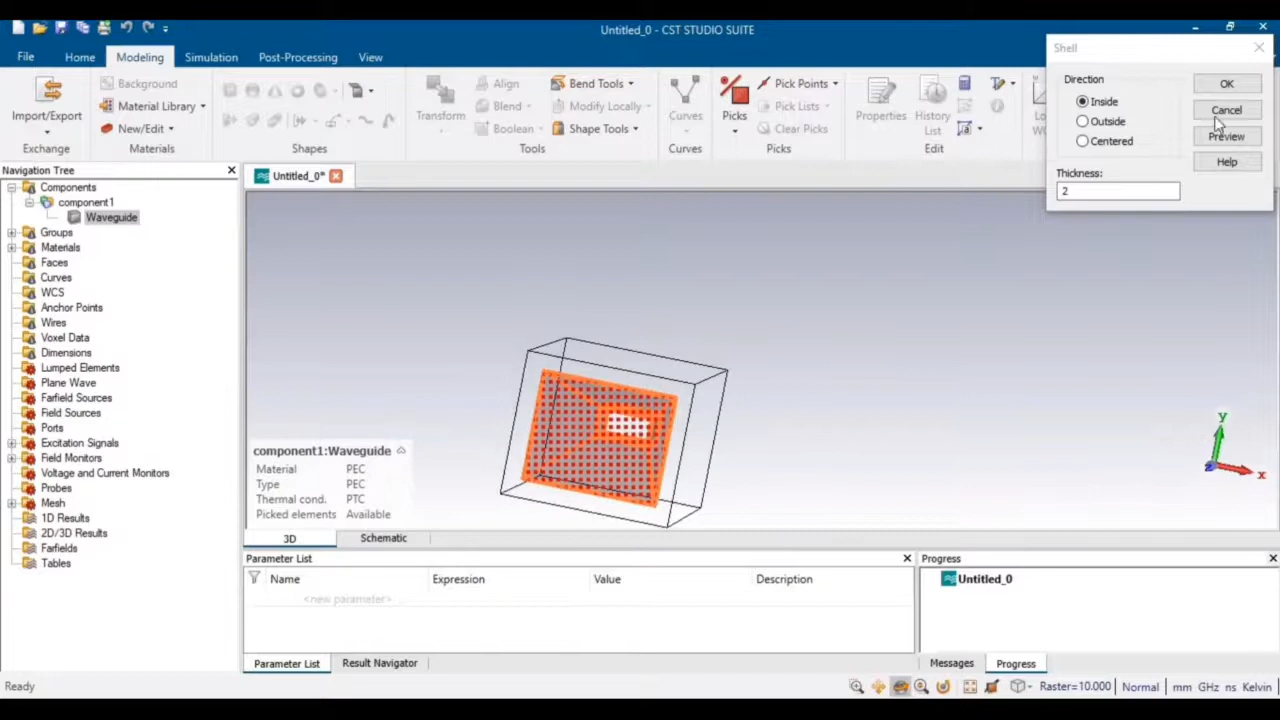 Untitled_0 - CST STUDIO SUITE
File Home Modeling Simulation Post-Processing View
Import/Export
Exchange
Background
Material Library
New/Edit
Materials
Shapes
Transform
Align
Blend
Boolean
Bend Tools
Modify Locally
Shape Tools
Tools
Curves
Curves
Picks
Pick Points
Pick Lists
Clear Picks
Picks
Properties
History
List
Edit
Shell
Direction
Inside
Outside
Centered
Thickness:
2
OK
Cancel
Preview
Help
Navigation Tree
Components
component1
Waveguide
Groups
Materials
Faces
Curves
WCS
Anchor Points
Wires
Voxel Data
Dimensions
Lumped Elements
Plane Wave
Farfield Sources
Field Sources
Ports
Excitation Signals
Field Monitors
Voltage and Current Monitors
Probes
Mesh
1D Results
2D/3D Results
Farfields
Tables
Untitled_0*
component1:Waveguide
Material PEC
Type PEC
Thermal cond. PTC
Picked elements Available
y
x
z
3D Schematic
Parameter List
Name Expression Value Description
<new parameter>
Parameter List Result Navigator
Progress
Untitled_0
Messages Progress
Ready
Raster=10.000 Normal mm GHz ns Kelvin